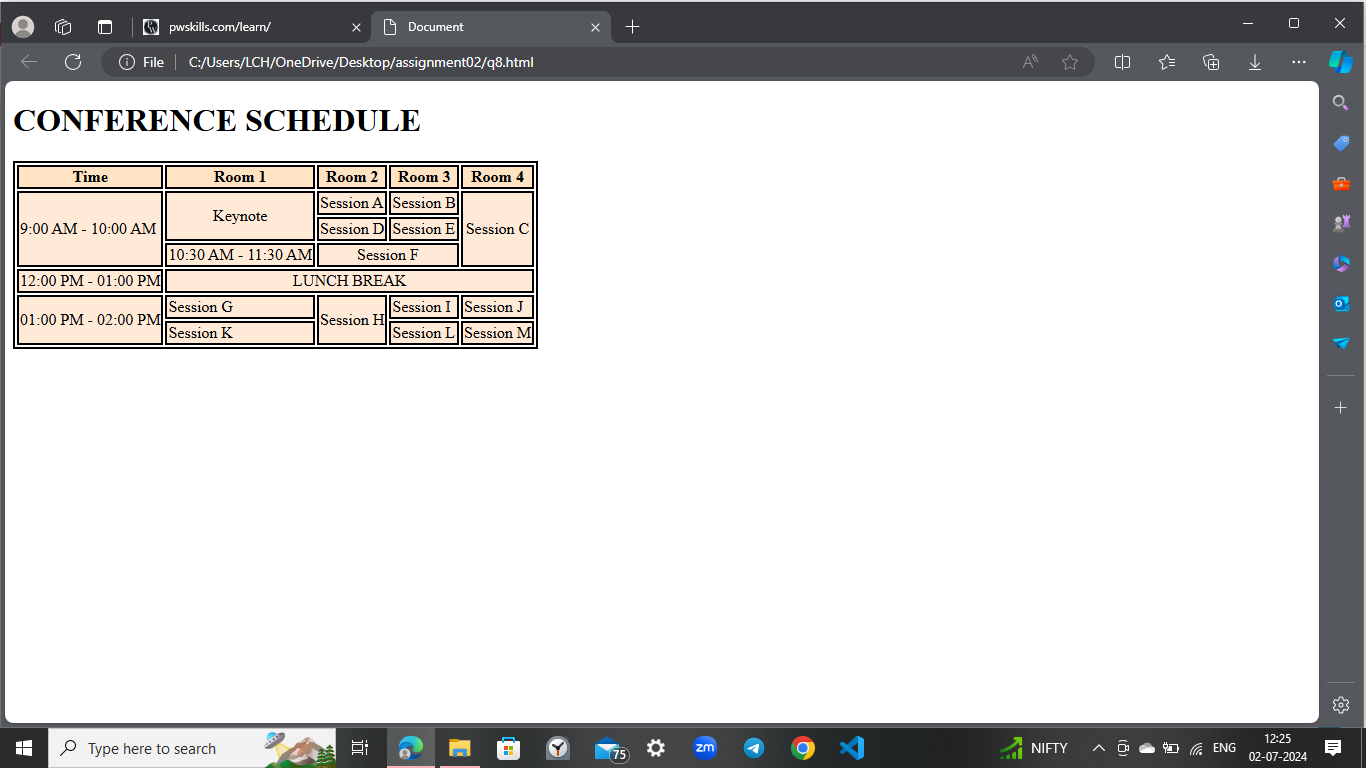 pwskills.com/learn/
Document
File
C:/Users/LCH/OneDrive/Desktop/assignment02/q8.html
CONFERENCE SCHEDULE
Time Room 1 Room 2 Room 3 Room 4
9:00 AM - 10:00 AM Keynote Session A Session B Session C
Session D Session E
10:30 AM - 11:30 AM Session F
12:00 PM - 01:00 PM LUNCH BREAK
01:00 PM - 02:00 PM Session G Session H Session I Session J
Session K Session L Session M
Type here to search
75
zm
NIFTY
ENG
12:25
02-07-2024